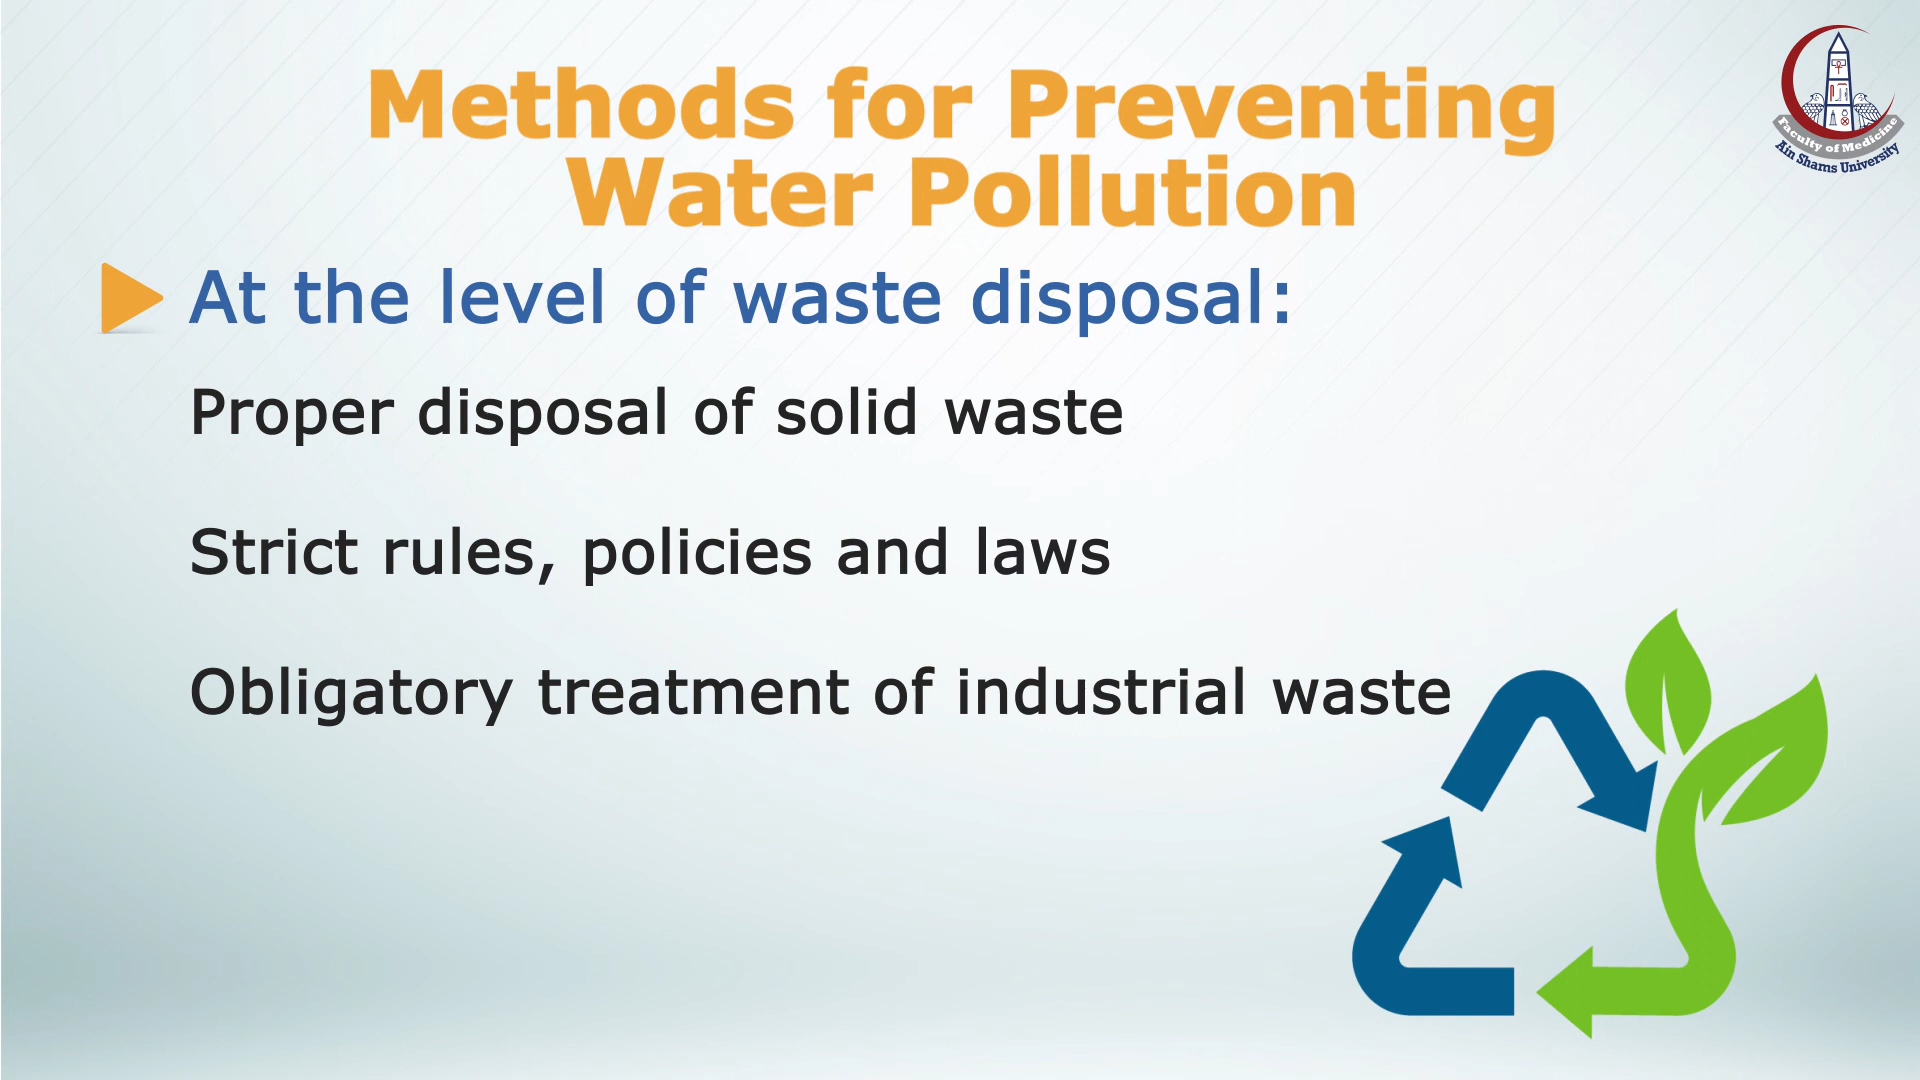 Methods for Preventing
Water Pollution
Faculty of Medicine
Ain Shams University
At the level of waste disposal:
Proper disposal of solid waste
Strict rules, policies and laws
Obligatory treatment of industrial waste